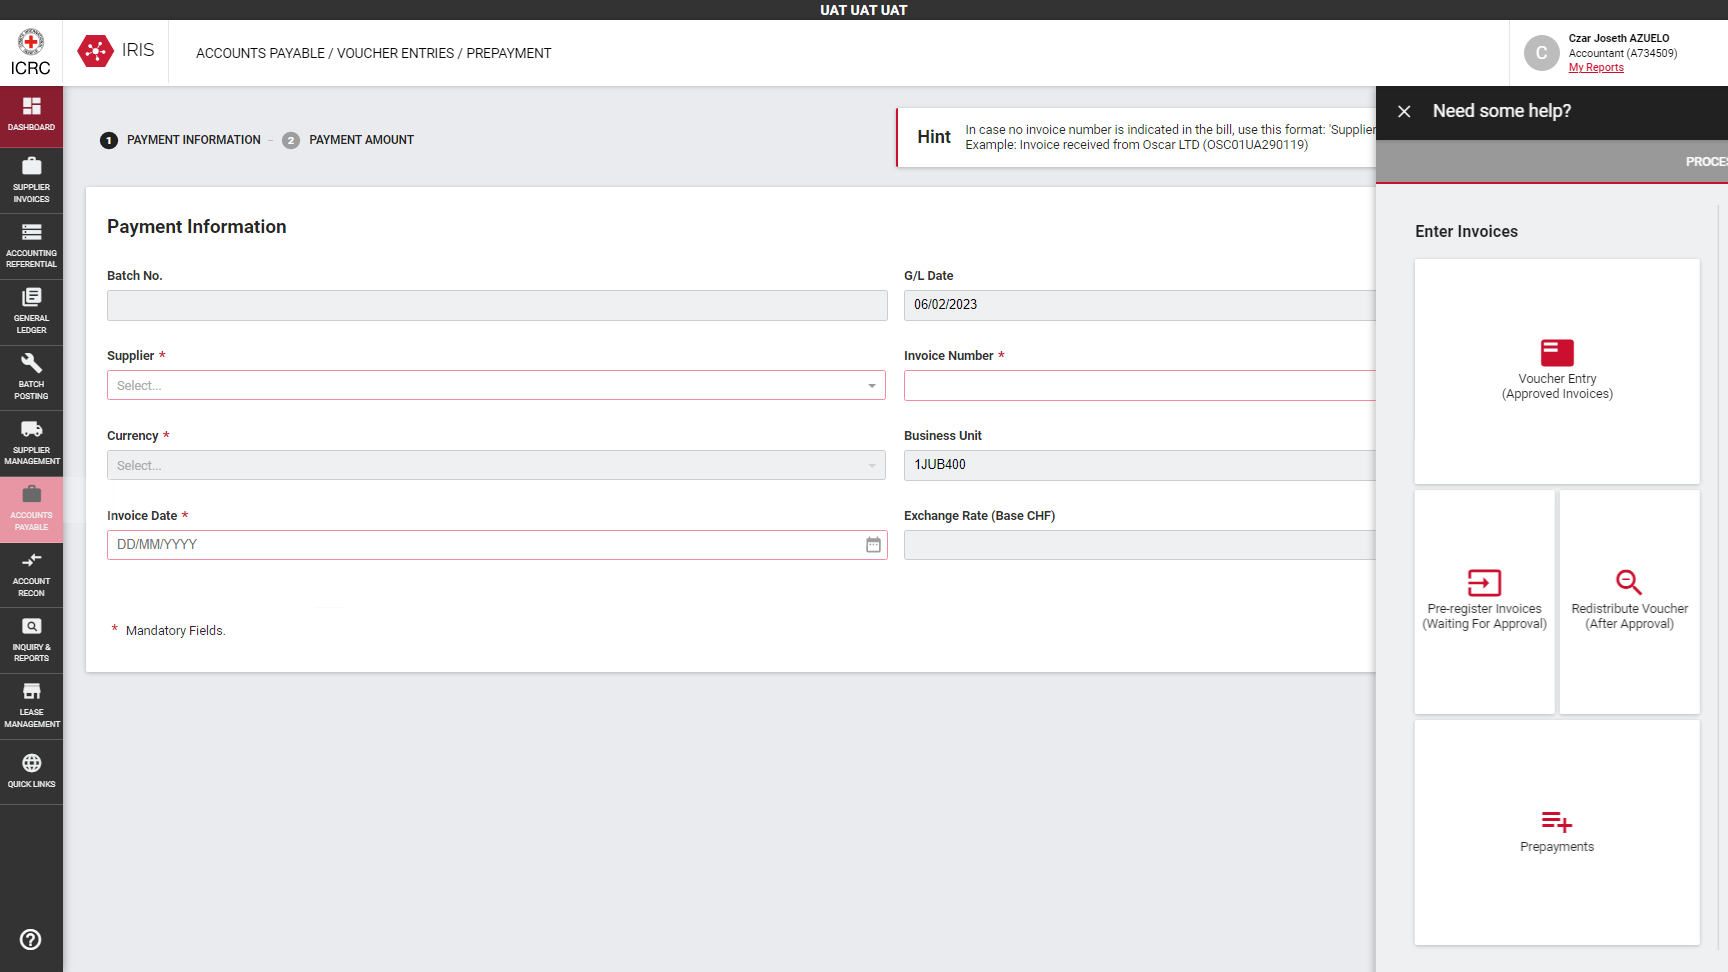 UAT UAT UAT
ICRC
IRIS
ACCOUNTS PAYABLE / VOUCHER ENTRIES / PREPAYMENT
C
Czar Joseth AZUELO
Accountant (A734509)
My Reports
DASHBOARD
SUPPLIER
INVOICES
ACCOUNTING
REFERENTIAL
GENERAL
LEDGER
BATCH
POSTING
SUPPLIER
MANAGEMENT
ACCOUNTS
PAYABLE
ACCOUNT
RECON
INQUIRY &
REPORTS
LEASE
MANAGEMENT
QUICK LINKS
1 PAYMENT INFORMATION - 2 PAYMENT AMOUNT
Hint
In case no invoice number is indicated in the bill, use this format: 'Supplier
Example: Invoice received from Oscar LTD (OSC01UA290119)
Payment Information
Batch No.
G/L Date
06/02/2023
Supplier *
Select...
Invoice Number *
Currency *
Select...
Business Unit
1JUB400
Invoice Date *
DD/MM/YYYY
Exchange Rate (Base CHF)
* Mandatory Fields.
Need some help?
PROCES
Enter Invoices
Voucher Entry
(Approved Invoices)
Pre-register Invoices
(Waiting For Approval)
Redistribute Voucher
(After Approval)
Prepayments